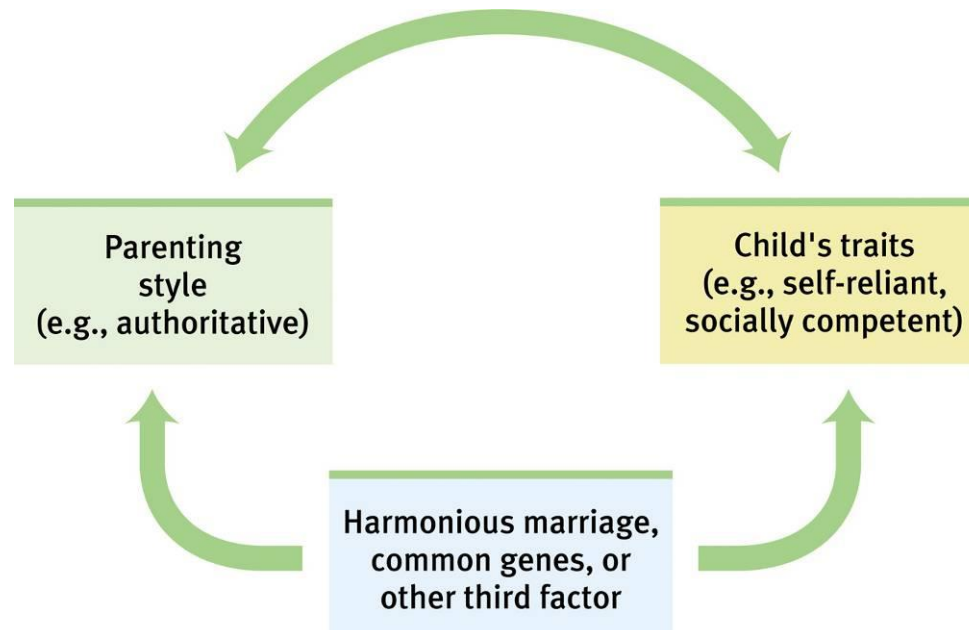 Parenting
style
(e.g., authoritative)
Child's traits
(e.g., self-reliant,
socially competent)
Harmonious marriage,
common genes, or
other third factor